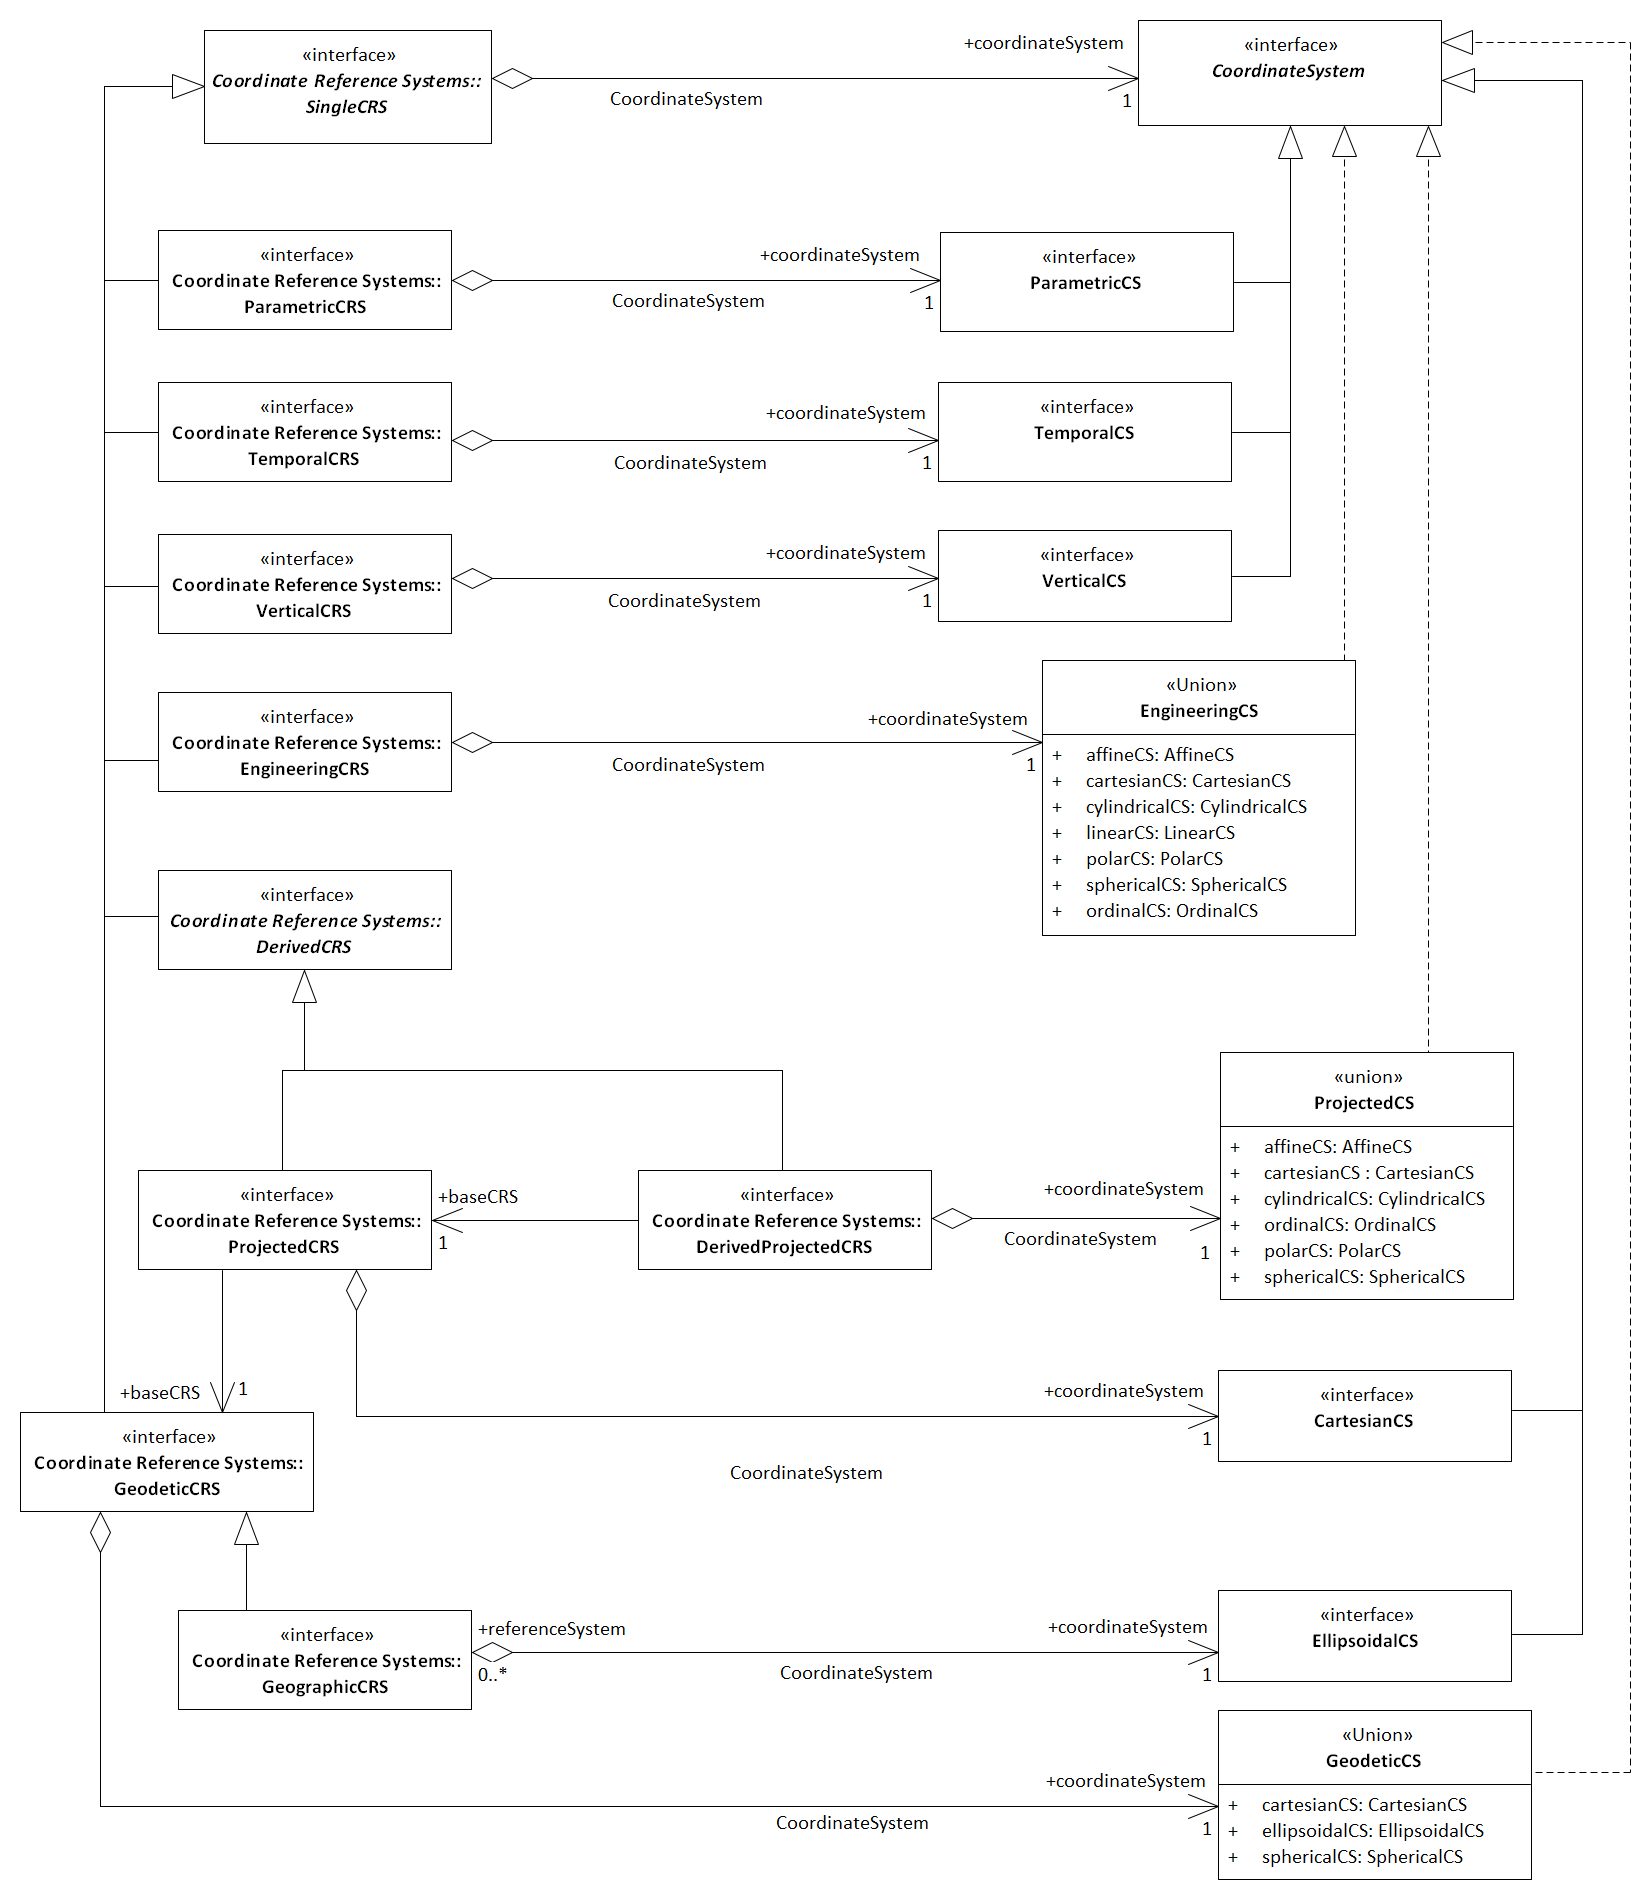 «interface»
Coordinate Reference Systems::
SingleCRS
+coordinateSystem
CoordinateSystem
1
«interface»
CoordinateSystem
«interface»
Coordinate Reference Systems::
ParametricCRS
+coordinateSystem
CoordinateSystem
1
«interface»
ParametricCS
«interface»
Coordinate Reference Systems::
TemporalCRS
+coordinateSystem
CoordinateSystem
1
«interface»
TemporalCS
«interface»
Coordinate Reference Systems::
VerticalCRS
+coordinateSystem
CoordinateSystem
1
«interface»
VerticalCS
«interface»
Coordinate Reference Systems::
EngineeringCRS
+coordinateSystem
CoordinateSystem
1
«Union»
EngineeringCS
+ affineCS: AffineCS
+ cartesianCS: CartesianCS
+ cylindricalCS: CylindricalCS
+ linearCS: LinearCS
+ polarCS: PolarCS
+ sphericalCS: SphericalCS
+ ordinalCS: OrdinalCS
«interface»
Coordinate Reference Systems::
DerivedCRS
«interface»
Coordinate Reference Systems::
ProjectedCRS
+baseCRS
1
«interface»
Coordinate Reference Systems::
DerivedProjectedCRS
+coordinateSystem
CoordinateSystem
1
«union»
ProjectedCS
+ affineCS: AffineCS
+ cartesianCS : CartesianCS
+ cylindricalCS: CylindricalCS
+ ordinalCS: OrdinalCS
+ polarCS: PolarCS
+ sphericalCS: SphericalCS
+baseCRS
1
+coordinateSystem
1
CoordinateSystem
«interface»
CartesianCS
«interface»
Coordinate Reference Systems::
GeodeticCRS
«interface»
Coordinate Reference Systems::
GeographicCRS
+referenceSystem
0..*
+coordinateSystem
CoordinateSystem
1
«interface»
EllipsoidalCS
+coordinateSystem
CoordinateSystem
1
«Union»
GeodeticCS
+ cartesianCS: CartesianCS
+ ellipsoidalCS: EllipsoidalCS
+ sphericalCS: SphericalCS